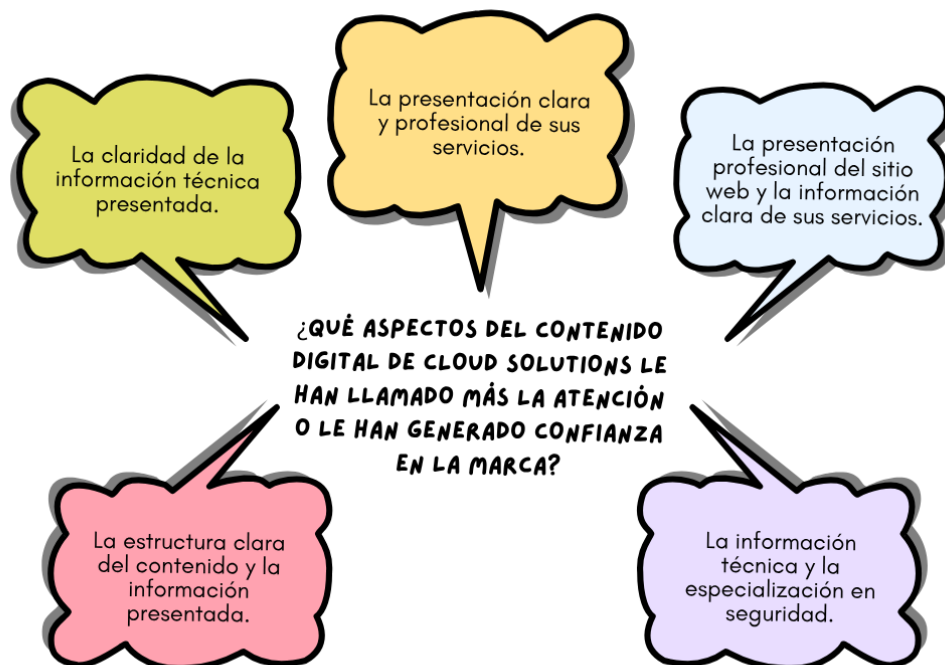 La presentación clara
y profesional de sus
servicios.
La claridad de la
información técnica
presentada.
La presentación
profesional del sitio
web y la información
clara de sus servicios.
¿QUÉ ASPECTOS DEL CONTENIDO
DIGITAL DE CLOUD SOLUTIONS LE
HAN LLAMADO MÁS LA ATENCIÓN
O LE HAN GENERADO CONFIANZA
EN LA MARCA?
La estructura clara
del contenido y la
información
presentada.
La información
técnica y la
especialización en
seguridad.